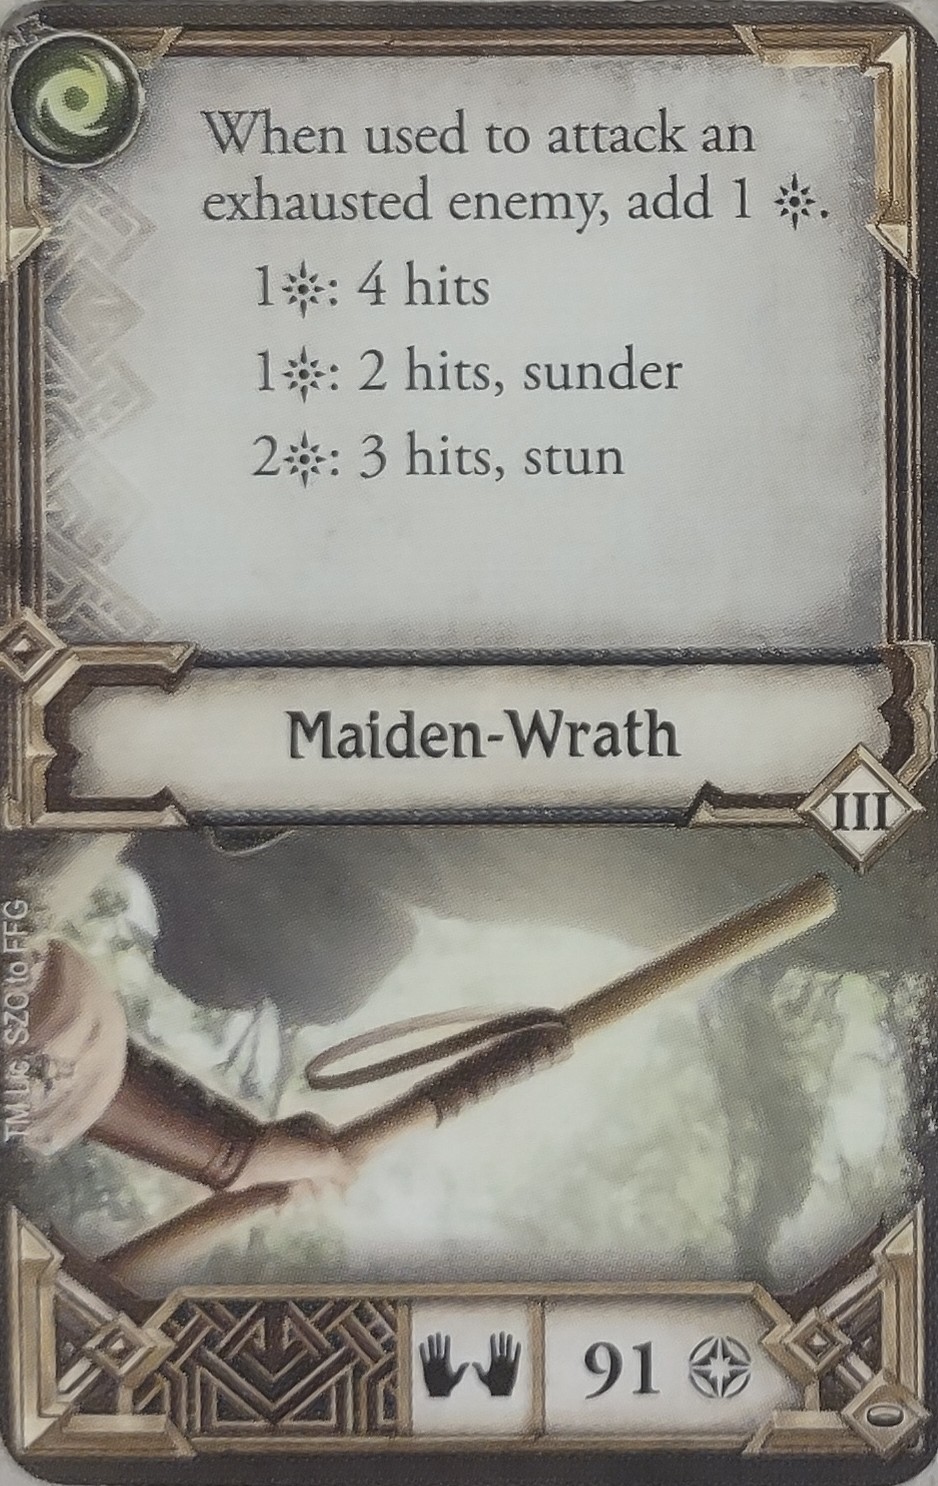 When used to attack an
exhausted enemy, add 1 ✴.
1✴: 4 hits
1✴: 2 hits, sunder
2✴: 3 hits, stun
Maiden-Wrath
III
TM Lic. SZC to FFG
91